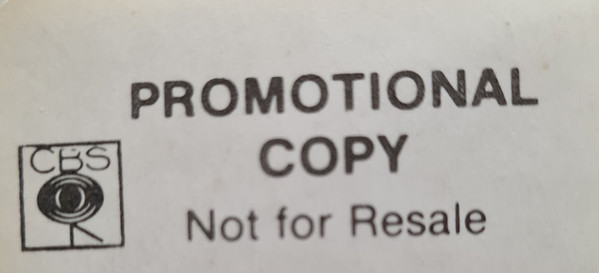 PROMOTIONAL
COPY
CBS
Not for Resale